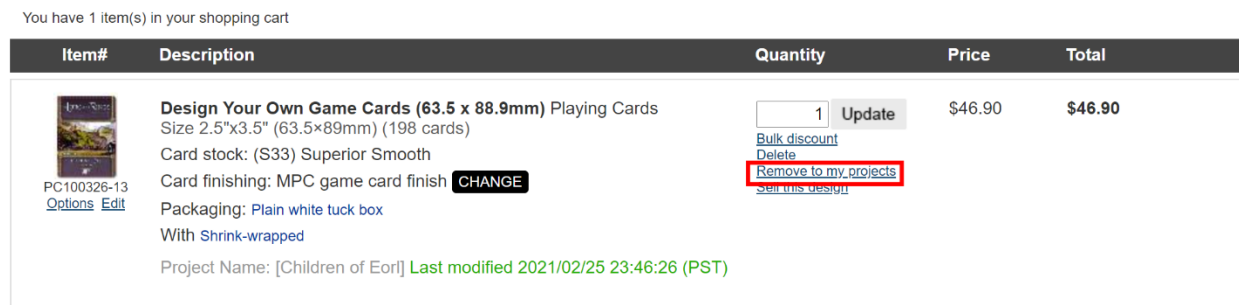 You have 1 item(s) in your shopping cart
Item# Description Quantity Price Total
Design Your Own Game Cards (63.5 x 88.9mm) Playing Cards
Size 2.5"x3.5" (63.5×89mm) (198 cards)
Card stock: (S33) Superior Smooth
Card finishing: MPC game card finish CHANGE
Packaging: Plain white tuck box
With Shrink-wrapped
Project Name: [Children of Eorl] Last modified 2021/02/25 23:46:26 (PST)
PC100326-13
Options Edit
1 Update
Bulk discount
Delete
Remove to my projects
Sell this design
$46.90
$46.90